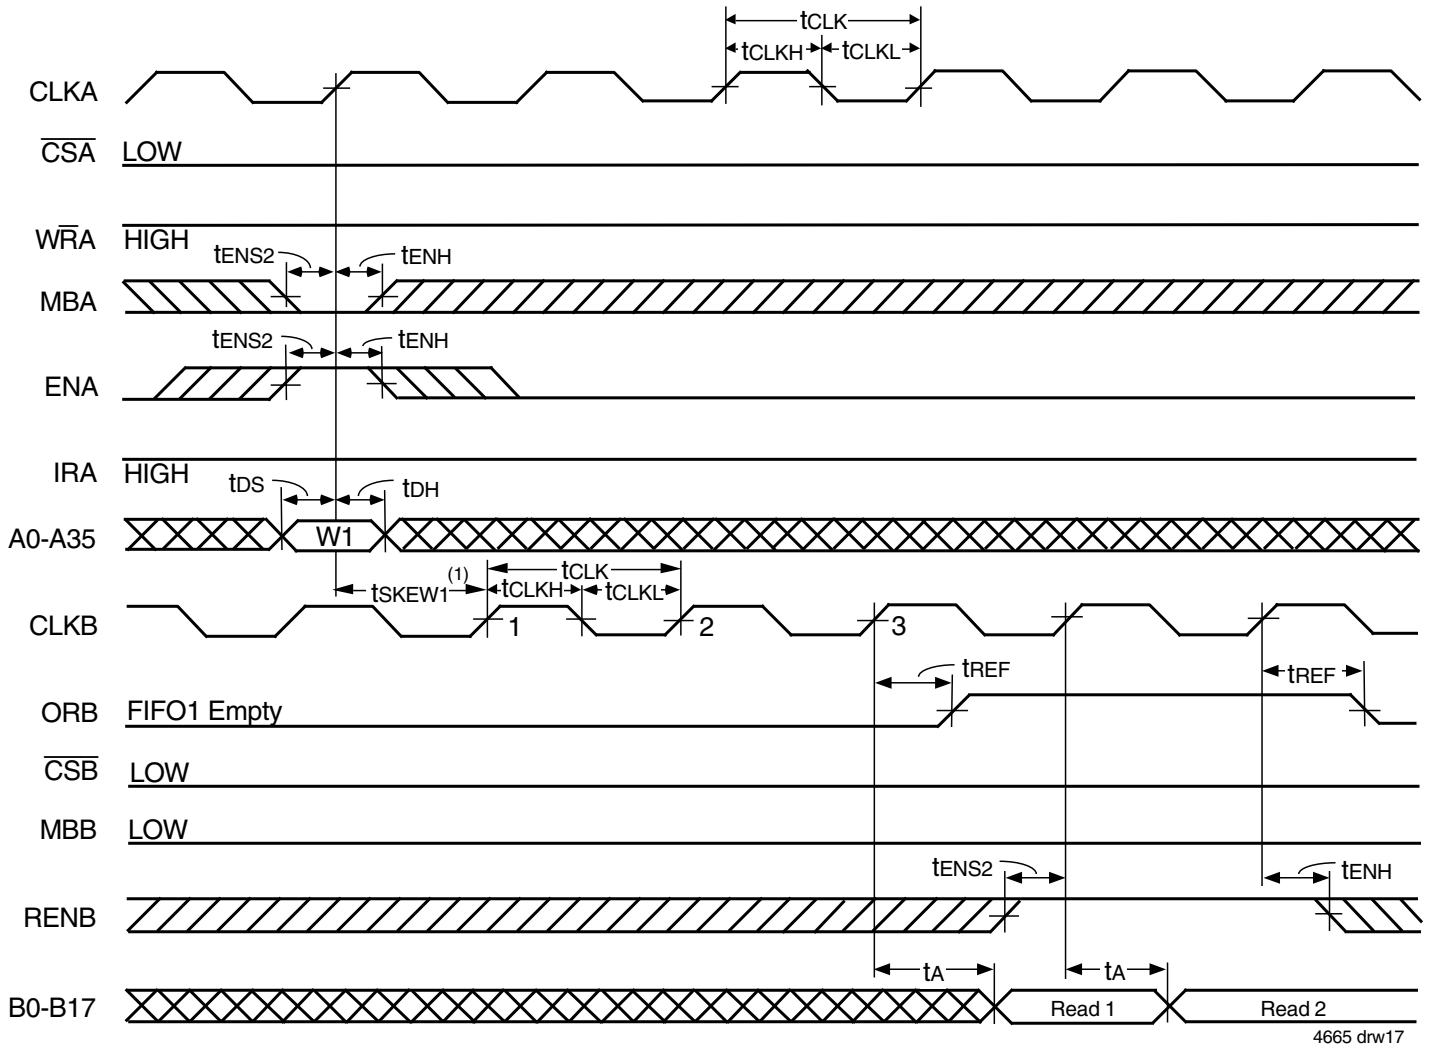 tCLK
tCLKH tCLKL
CLKA
CSA LOW
WRA HIGH
tENS2 tENH
MBA
tENS2 tENH
ENA
IRA HIGH
tDS tDH
A0-A35 W1
tSKEW1(1) tCLK
tCLKH tCLKL
CLKB 1 2 3
tREF tREF
ORB FIFO1 Empty
CSB LOW
MBB LOW
tENS2 tENH
RENB
tA tA
B0-B17 Read 1 Read 2
4665 drw17